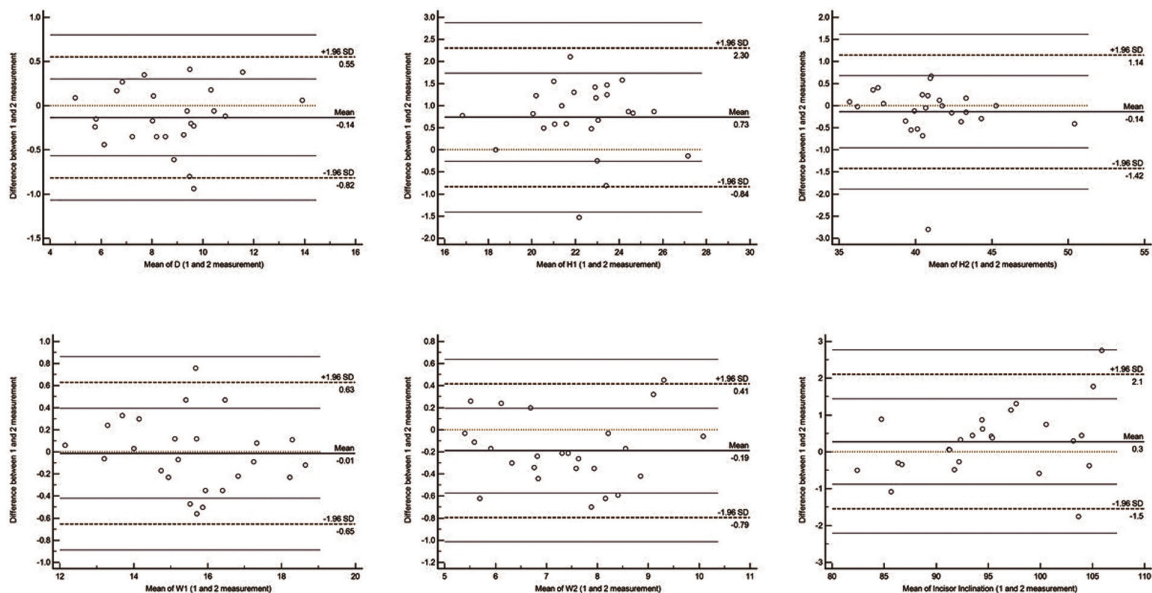 Difference between 1 and 2 measurement
1.0
0.5
0
-0.5
-1.0
-1.5
+1.96 SD
0.55
Mean
-0.14
-1.96 SD
-0.82
4 6 8 10 12 14 16
Mean of D (1 and 2 measurement)
Difference between 1 and 2 measurement
3.0
2.5
2.0
1.5
1.0
0.5
0
-0.5
-1.0
-1.5
-2.0
+1.96 SD
2.30
Mean
0.73
-1.96 SD
-0.84
16 18 20 22 24 26 28 30
Mean of H1 (1 and 2 measurement)
Difference between 1 and 2 measurements
2.0
1.5
1.0
0.5
0
-0.5
-1.0
-1.5
-2.0
-2.5
-3.0
+1.96 SD
1.14
Mean
-0.14
-1.96 SD
-1.42
35 40 45 50 55
Mean of H2 (1 and 2 measurements)
Difference between 1 and 2 measurement
1.0
0.8
0.6
0.4
0.2
0
-0.2
-0.4
-0.6
-0.8
-1.0
+1.96 SD
0.63
Mean
-0.01
-1.96 SD
-0.65
12 14 16 18 20
Mean of W1 (1 and 2 measurement)
Difference between 1 and 2 measurement
0.8
0.6
0.4
0.2
0
-0.2
-0.4
-0.6
-0.8
-1.0
-1.2
+1.96 SD
0.41
Mean
-0.19
-1.96 SD
-0.79
5 6 7 8 9 10 11
Mean of W2 (1 and 2 measurement)
Difference between 1 and 2 measurement
3
2
1
0
-1
-2
-3
+1.96 SD
2.1
Mean
0.3
-1.96 SD
-1.5
80 85 90 95 100 105 110
Mean of Incisor Inclination (1 and 2 measurement)